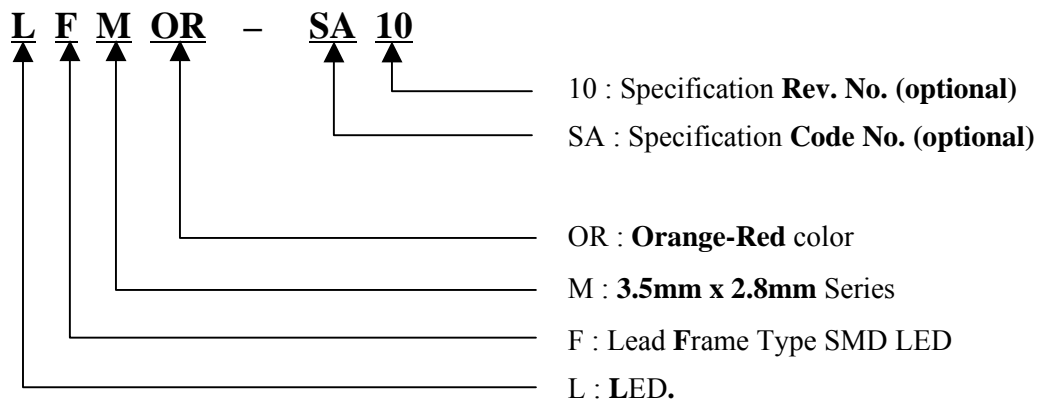 L F M OR – SA 10
10 : Specification Rev. No. (optional)
SA : Specification Code No. (optional)
OR : Orange-Red color
M : 3.5mm x 2.8mm Series
F : Lead Frame Type SMD LED
L : LED.